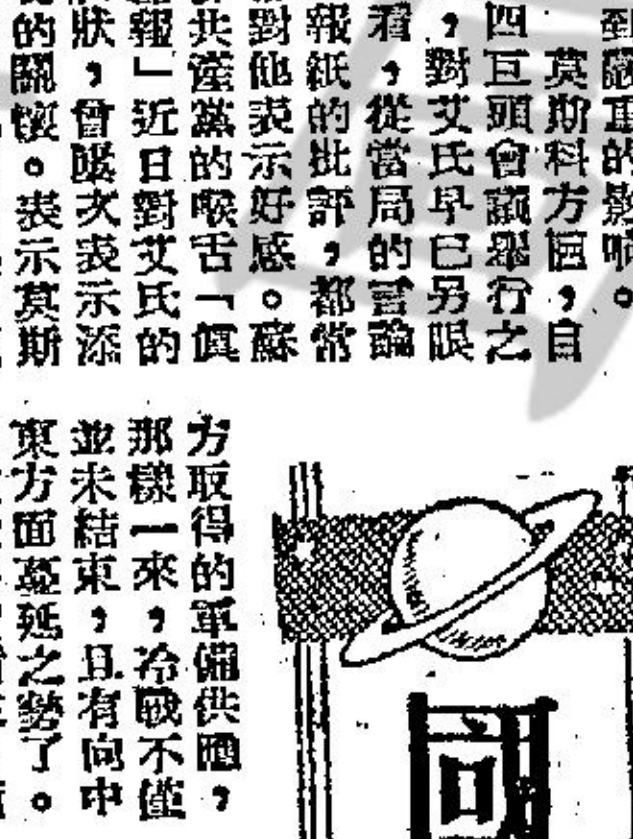 到嚴重的影响。
莫斯科方面,自
四巨頭會議舉行之
,對艾氏早已另眼
看,從當局的言論
報紙的批評,都常
對他表示好感。蘇
共產黨的喉舌「眞
報」近日對艾氏的
狀,曾屢次表示添
的關懷。表示莫斯
方取得的軍備供應,
那樣一來,冷戰不僅
並未結束,且有向中
東方面蔓延之勢了。